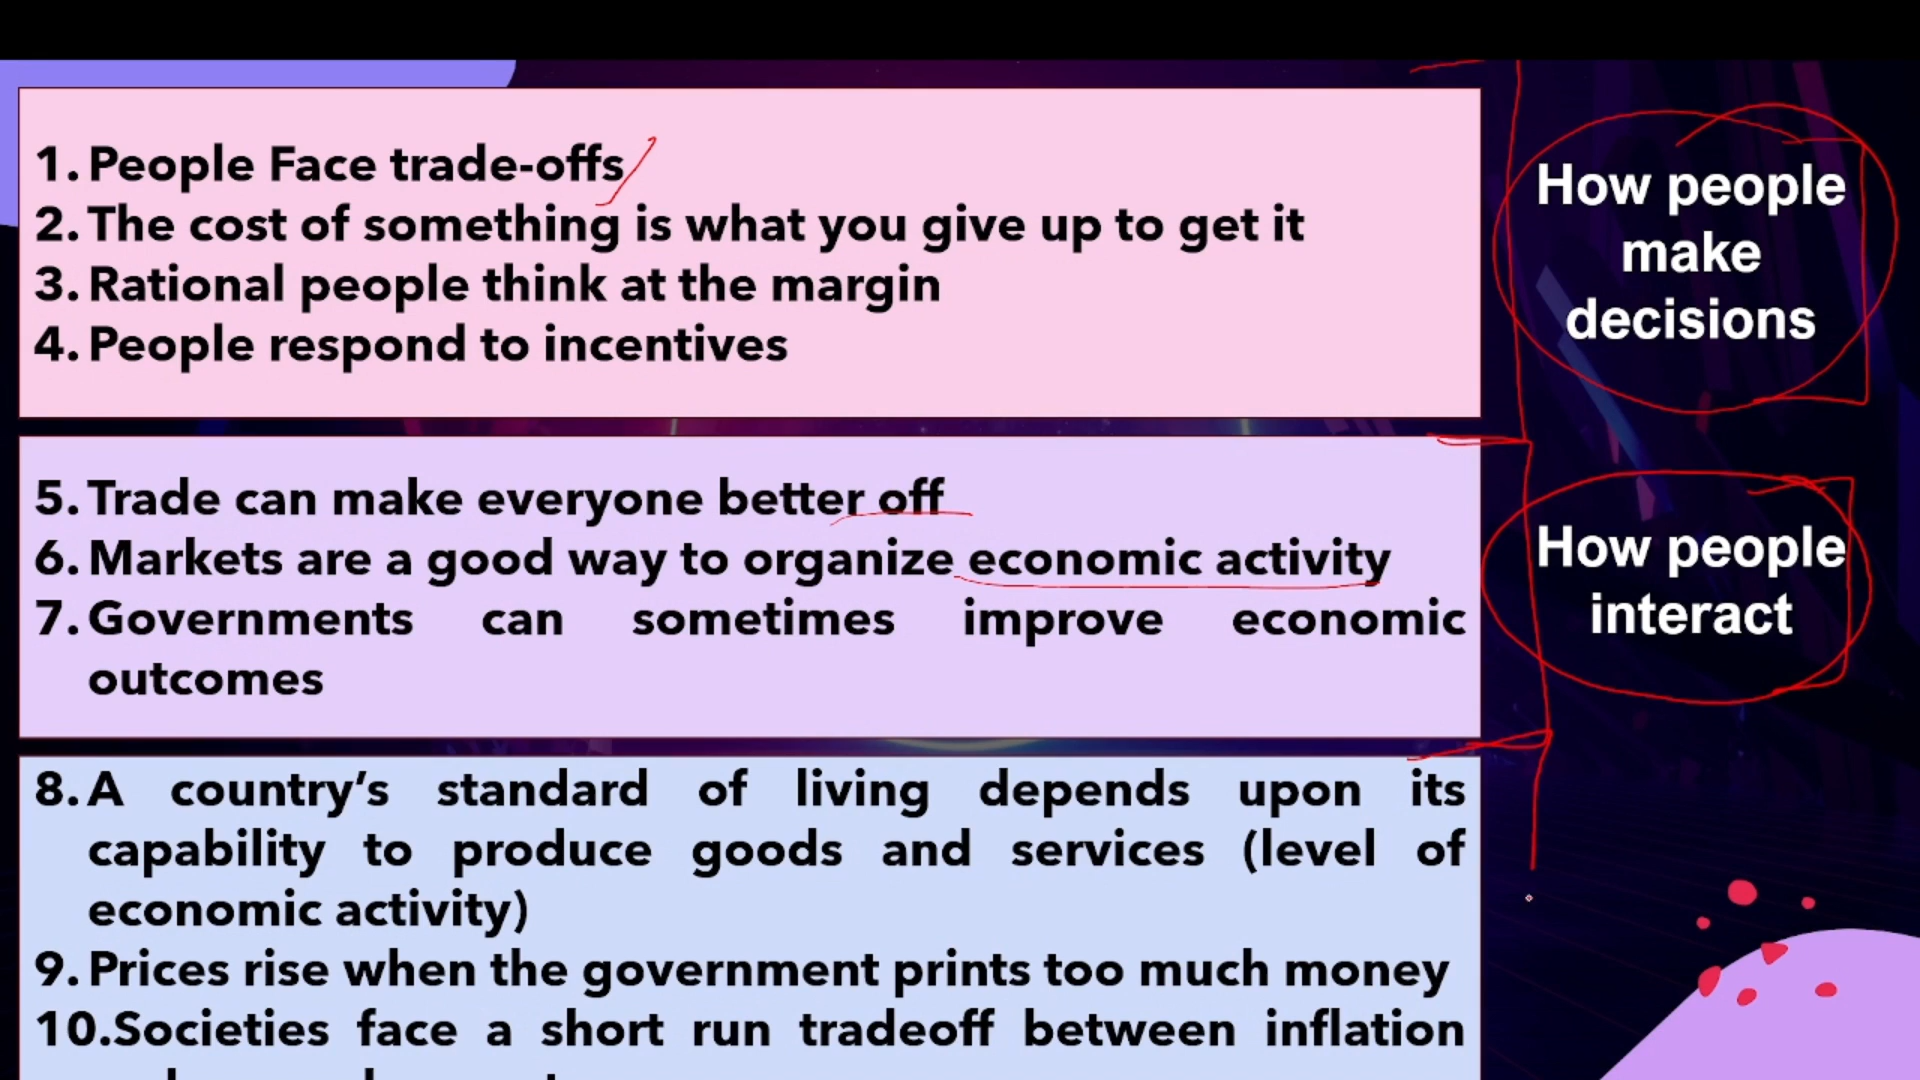 1. People Face trade-offs
2. The cost of something is what you give up to get it
3. Rational people think at the margin
4. People respond to incentives
How people
make
decisions
5. Trade can make everyone better off
6. Markets are a good way to organize economic activity
7. Governments can sometimes improve economic
outcomes
How people
interact
8. A country’s standard of living depends upon its
capability to produce goods and services (level of
economic activity)
9. Prices rise when the government prints too much money
10.Societies face a short run tradeoff between inflation